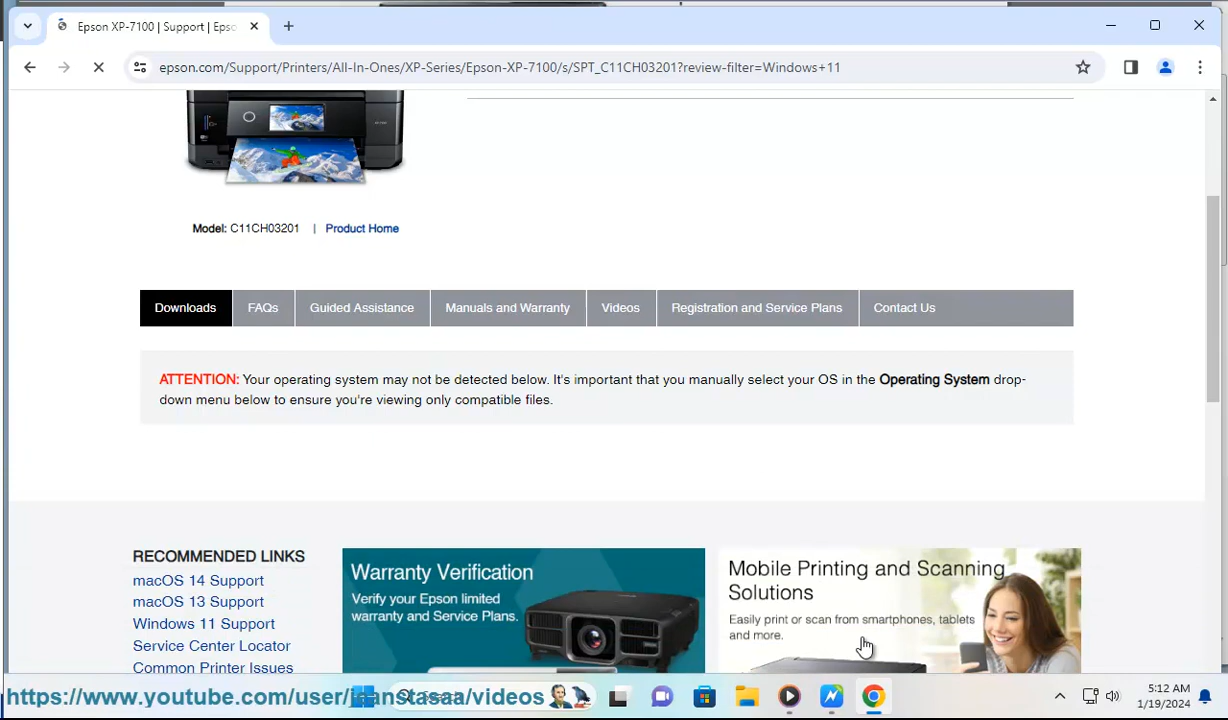 Epson XP-7100 | Support | Epso
epson.com/Support/Printers/All-In-Ones/XP-Series/Epson-XP-7100/s/SPT_C11CH03201?review-filter=Windows+11
Model: C11CH03201 | Product Home
Downloads FAQs Guided Assistance Manuals and Warranty Videos Registration and Service Plans Contact Us
ATTENTION: Your operating system may not be detected below. It's important that you manually select your OS in the Operating System drop-
down menu below to ensure you're viewing only compatible files.
RECOMMENDED LINKS
macOS 14 Support
macOS 13 Support
Windows 11 Support
Service Center Locator
Common Printer Issues
Warranty Verification
Verify your Epson limited
warranty and Service Plans.
Mobile Printing and Scanning
Solutions
Easily print or scan from smartphones, tablets
and more.
https://www.youtube.com/user/jeanstasaa/videos
5:12 AM
1/19/2024